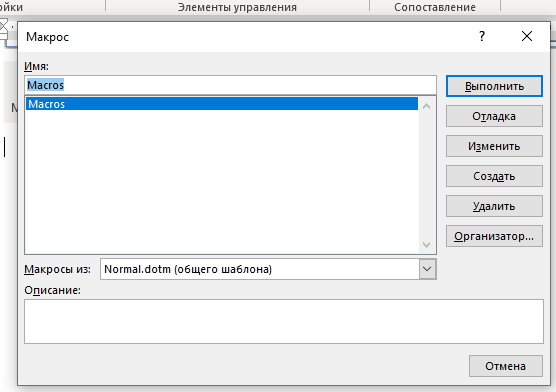 ойки
Элементы управления
Сопоставление
Макрос
?
Имя:
Macros
Macros
Выполнить
Отладка
Изменить
Создать
Удалить
Организатор...
Макросы из:
Normal.dotm (общего шаблона)
Описание:
Отмена